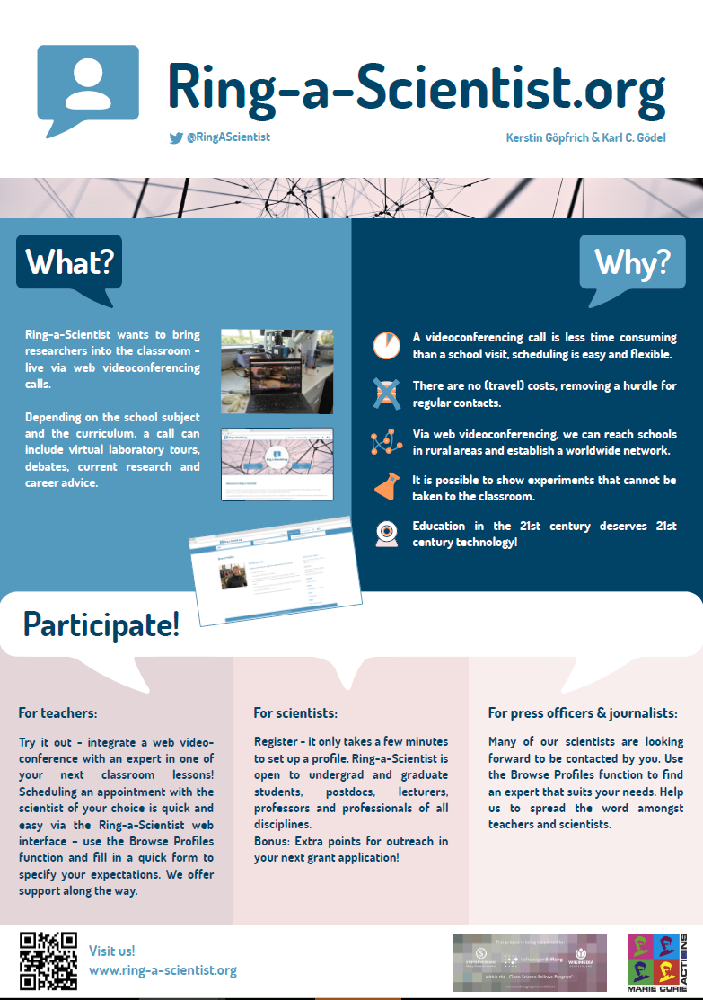 Ring-a-Scientist.org
@RingAScientist
Kerstin Göpfrich & Karl C. Gödel
What?
Ring-a-Scientist wants to bring
researchers into the classroom –
live via web videoconferencing
calls.
Depending on the school subject
and the curriculum, a call can
include virtual laboratory tours,
debates, current research and
career advice.
Why?
A videoconferencing call is less time consuming
than a school visit, scheduling is easy and flexible.
There are no (travel) costs, removing a hurdle for
regular contacts.
Via web videoconferencing, we can reach schools
in rural areas and establish a worldwide network.
It is possible to show experiments that cannot be
taken to the classroom.
Education in the 21st century deserves 21st
century technology!
Participate!
For teachers:
Try it out – integrate a web video-
conference with an expert in one of
your next classroom lessons!
Scheduling an appointment with the
scientist of your choice is quick and
easy via the Ring-a-Scientist web
interface – use the Browse Profiles
function and fill in a quick form to
specify your expectations. We offer
support along the way.
For scientists:
Register – it only takes a few minutes
to set up a profile. Ring-a-Scientist is
open to undergrad and graduate
students, postdocs, lecturers,
professors and professionals of all
disciplines.
Bonus: Extra points for outreach in
your next grant application!
For press officers & journalists:
Many of our scientists are looking
forward to be contacted by you. Use
the Browse Profiles function to find
an expert that suits your needs. Help
us to spread the word amongst
teachers and scientists.
Visit us!
www.ring-a-scientist.org
This project is being supported by:
STIFTERVERBAND
VolkswagenStiftung
WIKIMEDIA
within the „Open Science Fellows Program“.
MARIE CURIE
ACTIONS